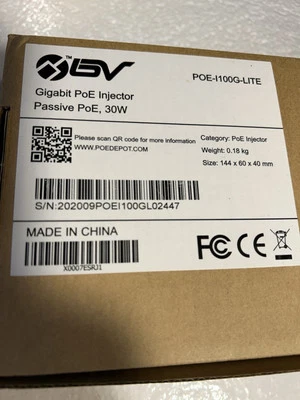 BV
TM
POE-I100G-LITE
Gigabit PoE Injector
Passive PoE, 30W
Please scan QR code for more Information
WWW.POEDEPOT.COM
Category: PoE Injector
Weight: 0.18 kg
Size: 144 x 60 x 40 mm
S/N:202009POEI100GL02447
MADE IN CHINA
X0007ESRJ1
FC CE